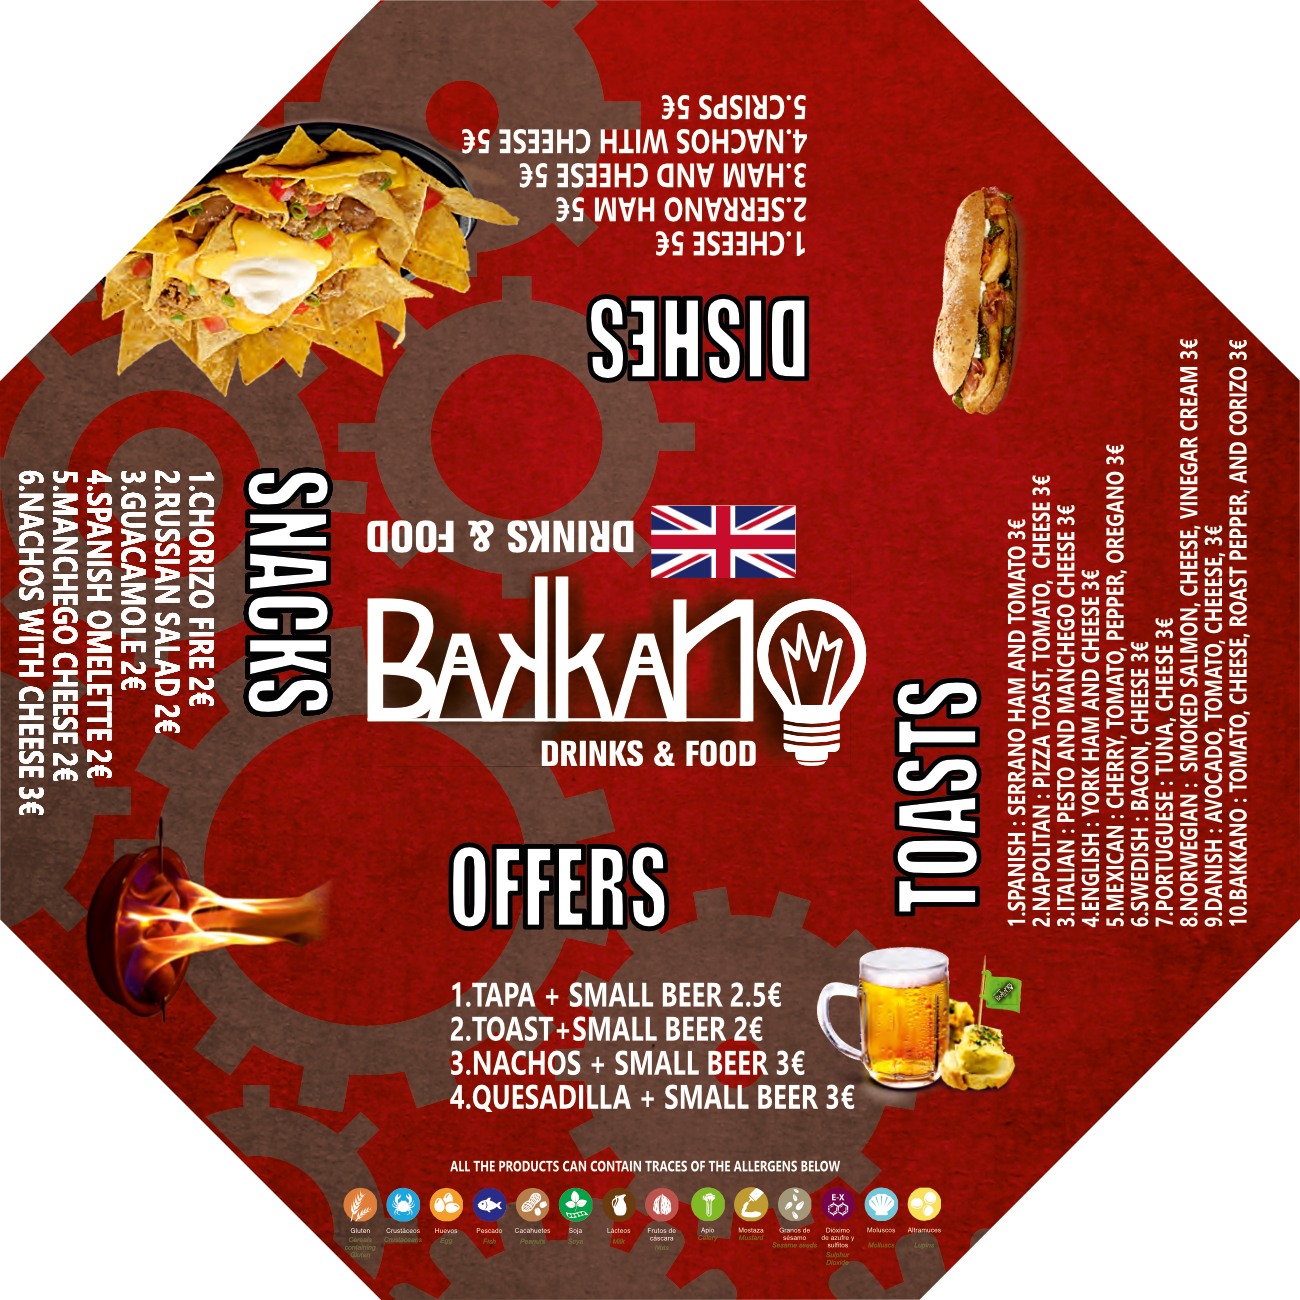 DISHES
1.CHEESE 5€
2.SERRANO HAM 5€
3.HAM AND CHEESE 5€
4.NACHOS WITH CHEESE 5€
5.CRISPS 5€
SNACKS
1.CHORIZO FIRE 2€
2.RUSSIAN SALAD 2€
3.GUACAMOLE 2€
4.SPANISH OMELETTE 2€
5.MANCHEGO CHEESE 2€
6.NACHOS WITH CHEESE 3€
DRINKS & FOOD
BAKKANO
DRINKS & FOOD
TOASTS
1.SPANISH : SERRANO HAM AND TOMATO 3€
2.NAPOLITAN : PIZZA TOAST, TOMATO, CHEESE 3€
3.ITALIAN : PESTO AND MANCHEGO CHEESE 3€
4.ENGLISH : YORK HAM AND CHEESE 3€
5.MEXICAN : CHERRY, TOMATO, PEPPER, OREGANO 3€
6.SWEDISH : BACON, CHEESE 3€
7.PORTUGUESE : TUNA, CHEESE 3€
8.NORWEGIAN : SMOKED SALMON, CHEESE, VINEGAR CREAM 3€
9.DANISH : AVOCADO, TOMATO, CHEESE, 3€
10.BAKKANO : TOMATO, CHEESE, ROAST PEPPER, AND CORIZO 3€
OFFERS
1.TAPA + SMALL BEER 2.5€
2.TOAST+SMALL BEER 2€
3.NACHOS + SMALL BEER 3€
4.QUESADILLA + SMALL BEER 3€
BAKKANO
ALL THE PRODUCTS CAN CONTAIN TRACES OF THE ALLERGENS BELOW
E-X
Gluten Crustáceos Huevos Pescado Cacahuetes Soja Lácteos Frutos de cáscara Apio Mostaza Granos de sésamo Dióxido de azufre y sulfitos Moluscos Altramuces
Cereals containing Gluten Crustaceans Egg Fish Peanuts Soya Milk Nuts Celery Mustard Sesame seeds Sulphur Dioxide Molluscs Lupins